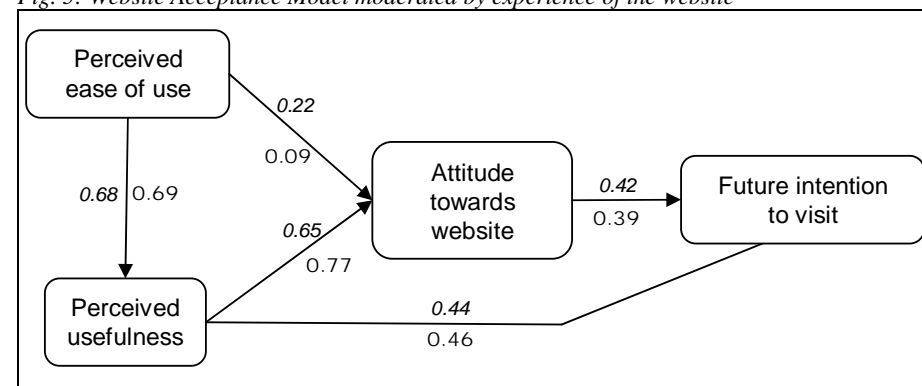 Fig. 3: Website Acceptance Model moderated by experience of the website
Perceived
ease of use
0.22
0.09
Attitude
towards
website
0.42
0.39
Future intention
to visit
0.68 0.69
0.65
0.77
Perceived
usefulness
0.44
0.46